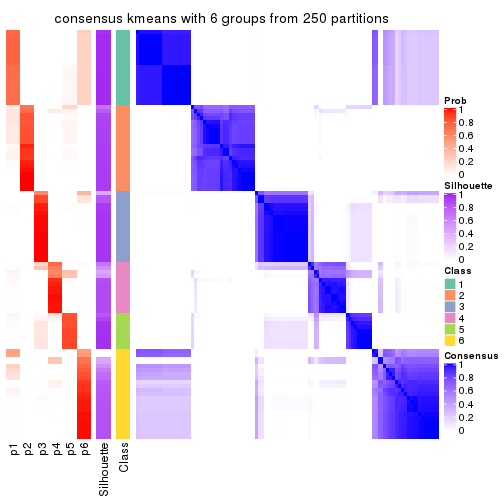 consensus kmeans with 6 groups from 250 partitions
Prob
1
0.8
0.6
0.4
0.2
0
Silhouette
1
0.8
0.6
0.4
0.2
0
Class
1
2
3
4
5
6
Consensus
1
0.8
0.6
0.4
0.2
0
p1
p2
p3
p4
p5
p6
Silhouette
Class